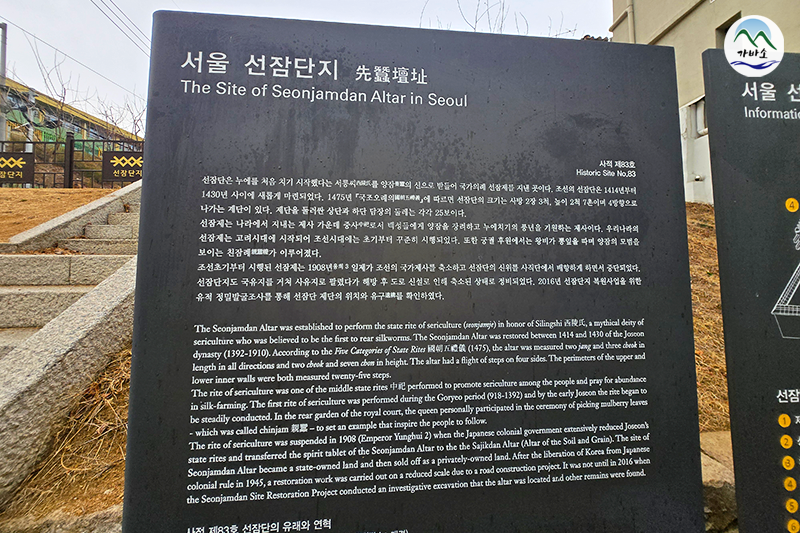 서울 선잠단지 先蠶壇址
The Site of Seonjamdan Altar in Seoul
사적 제83호
Historic Site No,83
선잠단은 누에를 처음 치기 시작했다는 서릉씨西陵氏를 양잠養蠶의 신으로 받들어 국가의례 선잠제를 지낸 곳이다. 조선의 선잠단은 1414년부터
1430년 사이에 새롭게 마련되었다. 1475년 『국조오례의國朝五禮儀』에 따르면 선잠단의 크기는 사방 2장 3척, 높이 2척 7촌이며 4방향으로
나가는 계단이 있다. 제단을 둘러싼 상단과 하단 담장의 둘레는 각각 25보이다.
선잠제는 나라에서 지내는 제사 가운데 중사中祀로서 백성들에게 양잠을 장려하고 누에치기의 풍년을 기원하는 제사이다. 우리나라의
선잠제는 고려시대에 시작되어 조선시대에는 초기부터 꾸준히 시행되었다. 또한 궁궐 후원에서는 왕비가 뽕잎을 따며 양잠의 모범을
보이는 친잠례親蠶禮가 이루어졌다.
조선초기부터 시행된 선잠제는 1908년 일제가 조선의 국가제사를 축소하고 선잠단의 신위를 사직단에서 배향하게 하면서 중단되었다.
선잠단지도 국유지를 거쳐 사유지로 팔렸다가 해방 후 도로 신설로 인해 축소된 상태로 정비되었다. 2016년 선잠단지 복원사업을 위한
유적 정밀발굴조사를 통해 선잠단 제단의 위치와 유구遺構를 확인하였다.
The Seonjamdan Altar was established to perform the state rite of sericulture (seonjamje) in honor of Silingshi 西陵氏, a mythical deity of
sericulture who was believed to be the first to rear silkworms. The Seonjamdan Altar was restored between 1414 and 1430 of the Joseon
dynasty (1392-1910). According to the Five Categories of State Rites 國朝五禮儀 (1475), the altar was measured two jang and three cheok in
length in all directions and two cheok and seven chon in height. The altar had a flight of steps on four sides. The perimeters of the upper and
lower inner walls were both measured twenty-five steps.
The rite of sericulture was one of the middle state rites 中祀 performed to promote sericulture among the people and pray for abundance
in silk-farming. The first rite of sericulture was performed during the Goryeo period (918-1392) and by the early Joseon the rite began to
be steadily conducted. In the rear garden of the royal court, the queen personally participated in the ceremony of picking mulberry leaves
- which was called chinjam 親蠶 – to set an example that inspire the people to follow.
The rite of sericulture was suspended in 1908 (Emperor Yunghui 2) when the Japanese colonial government extensively reduced Joseon's
state rites and transferred the spirit tablet of the Seonjamdan Altar to the the Sajikdan Altar (Altar of the Soil and Grain). The site of
Seonjamdan Altar became a state-owned land and then sold off as a privately-owned land. After the liberation of Korea from Japanese
colonial rule in 1945, a restoration work was carried out on a reduced scale due to a road construction project. It was not until in 2016 when
the Seonjamdan Site Restoration Project conducted an investigative excavation that the altar was located and other remains were found.
사적 제83호 선잠단의 유래와 연혁
선잠단지
선잠단지
가바소
서울 선
Information
4
선잠단
1
2
3
4
5
6